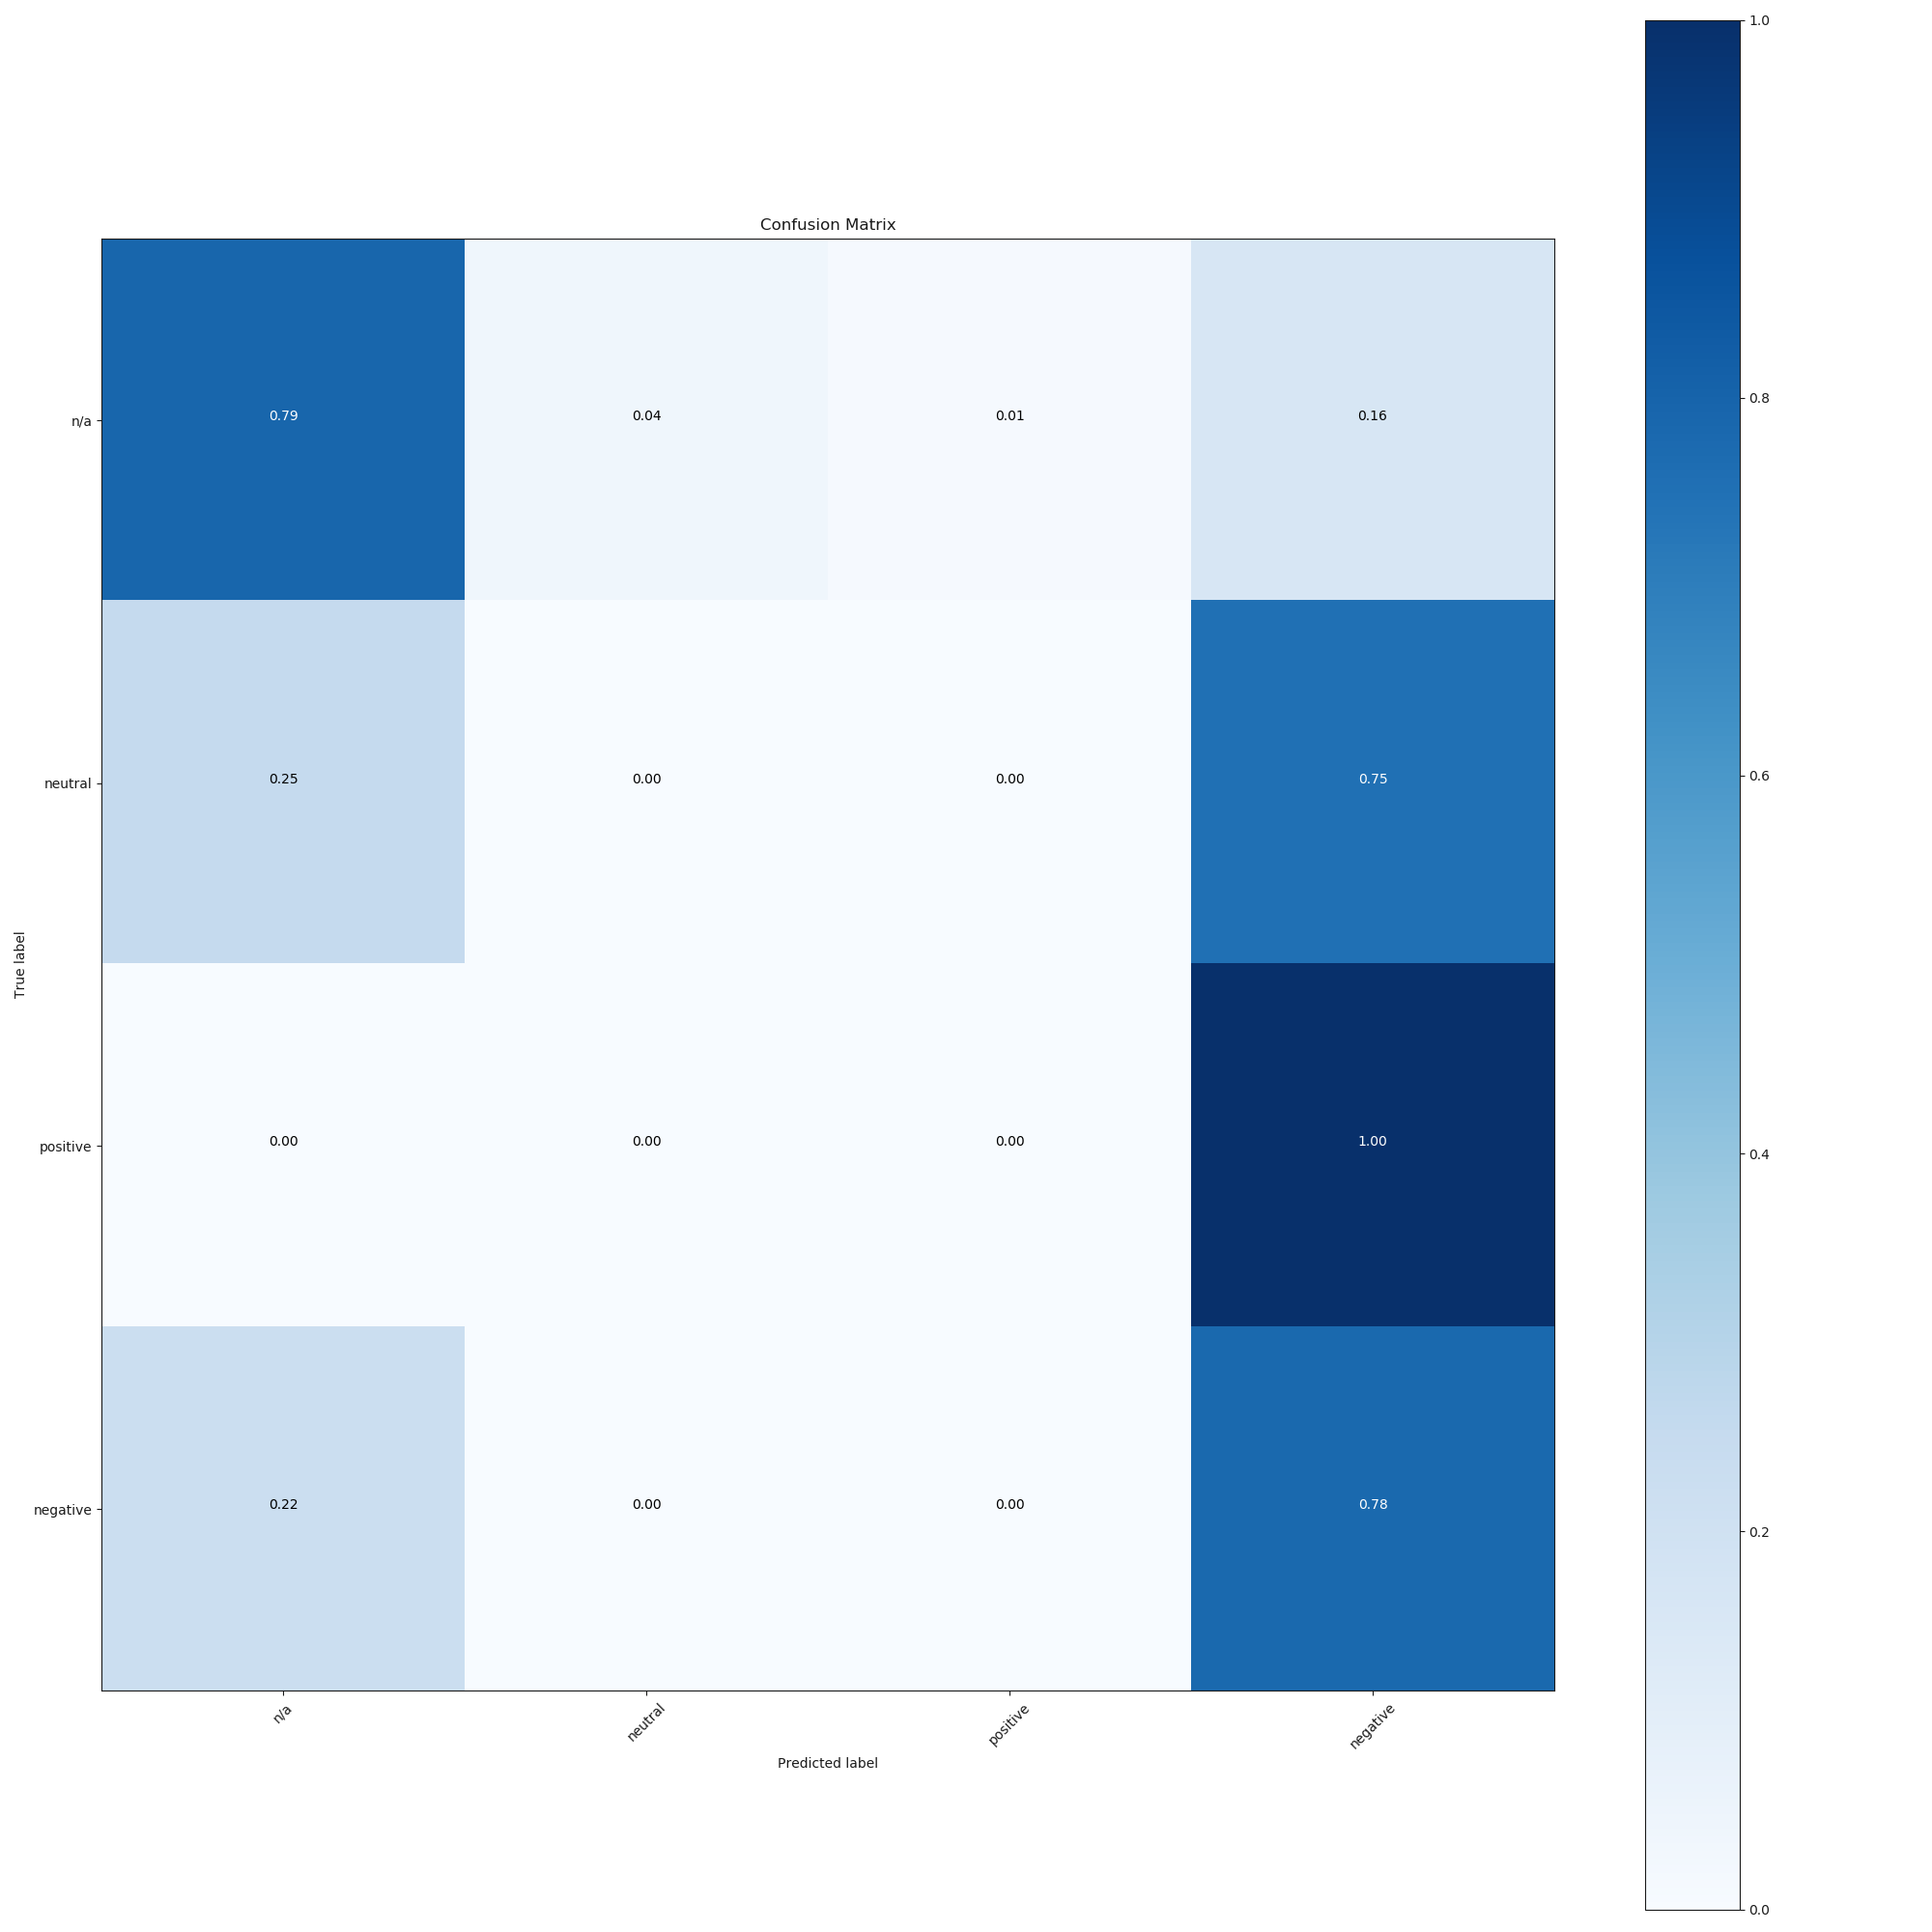 Confusion Matrix
n/a 0.79 0.04 0.01 0.16
neutral 0.25 0.00 0.00 0.75
positive 0.00 0.00 0.00 1.00
negative 0.22 0.00 0.00 0.78
True label
n/a neutral positive negative
Predicted label
1.0
0.8
0.6
0.4
0.2
0.0